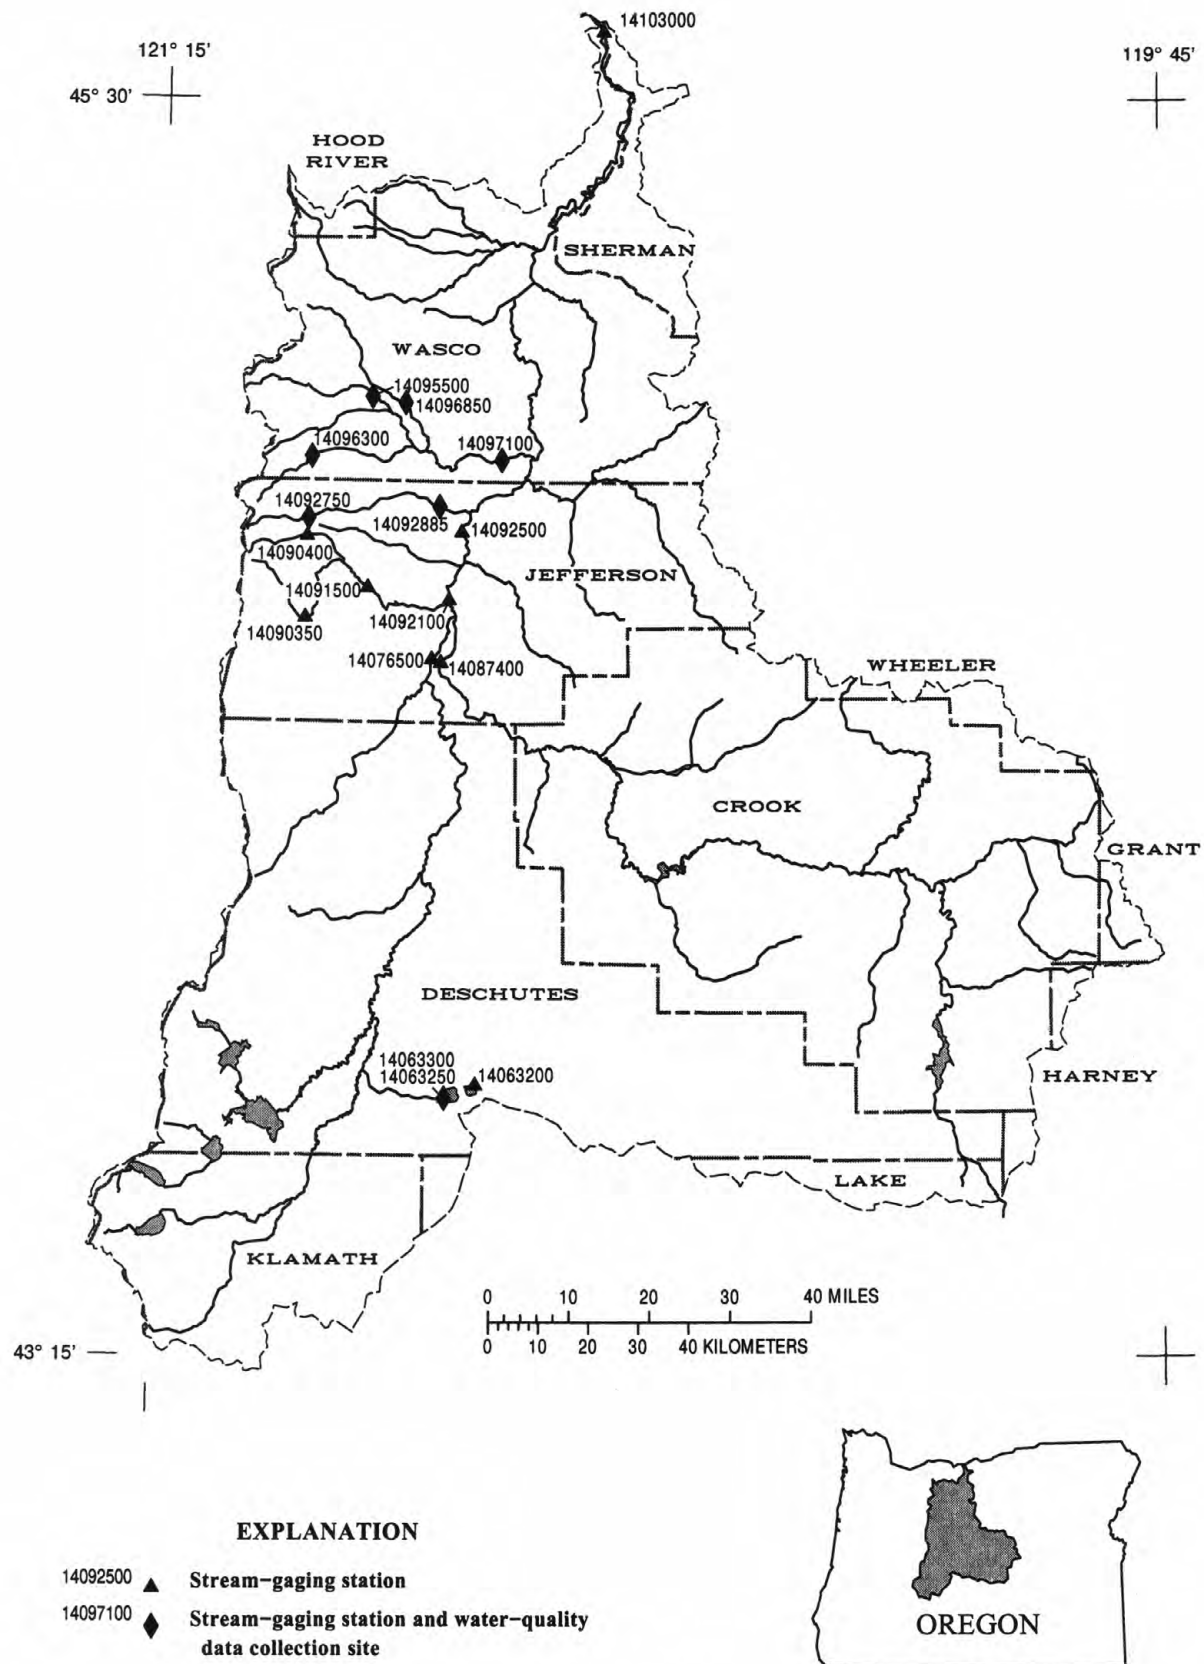 14103000
121° 15'
119° 45'
45° 30'
HOOD
RIVER
SHERMAN
WASCO
14095500
14096850
14096300
14097100
14092750
14092885
14092500
14090400
JEFFERSON
14091500
14092100
14090350
14076500
14087400
WHEELER
CROOK
GRANT
DESCHUTES
14063300
14063250
14063200
HARNEY
LAKE
KLAMATH
0 10 20 30 40 MILES
0 10 20 30 40 KILOMETERS
43° 15'
EXPLANATION
14092500 Stream-gaging station
14097100 Stream-gaging station and water-quality
data collection site
OREGON